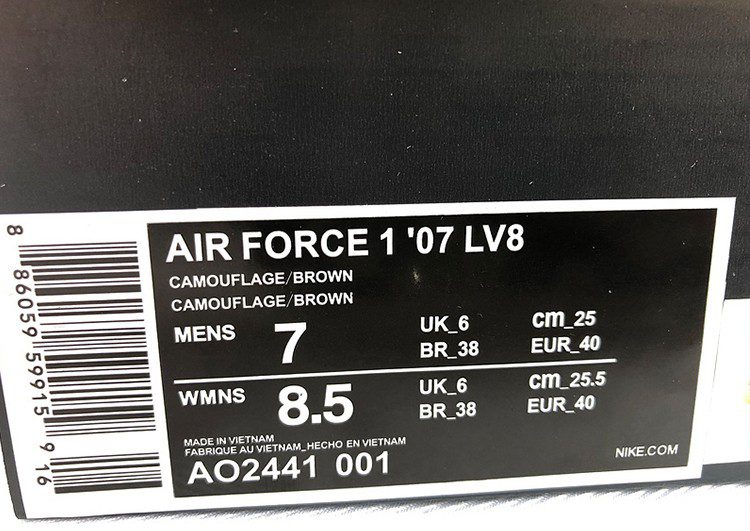 AIR FORCE 1 '07 LV8
CAMOUFLAGE/BROWN
CAMOUFLAGE/BROWN
MENS 7 UK_6 cm_25
BR_38 EUR_40
WMNS 8.5 UK_6 cm_25.5
BR_38 EUR_40
MADE IN VIETNAM
FABRIQUE AU VIETNAM_HECHO EN VIETNAM
AO2441 001
NIKE.COM
8 86059 59915 9 16